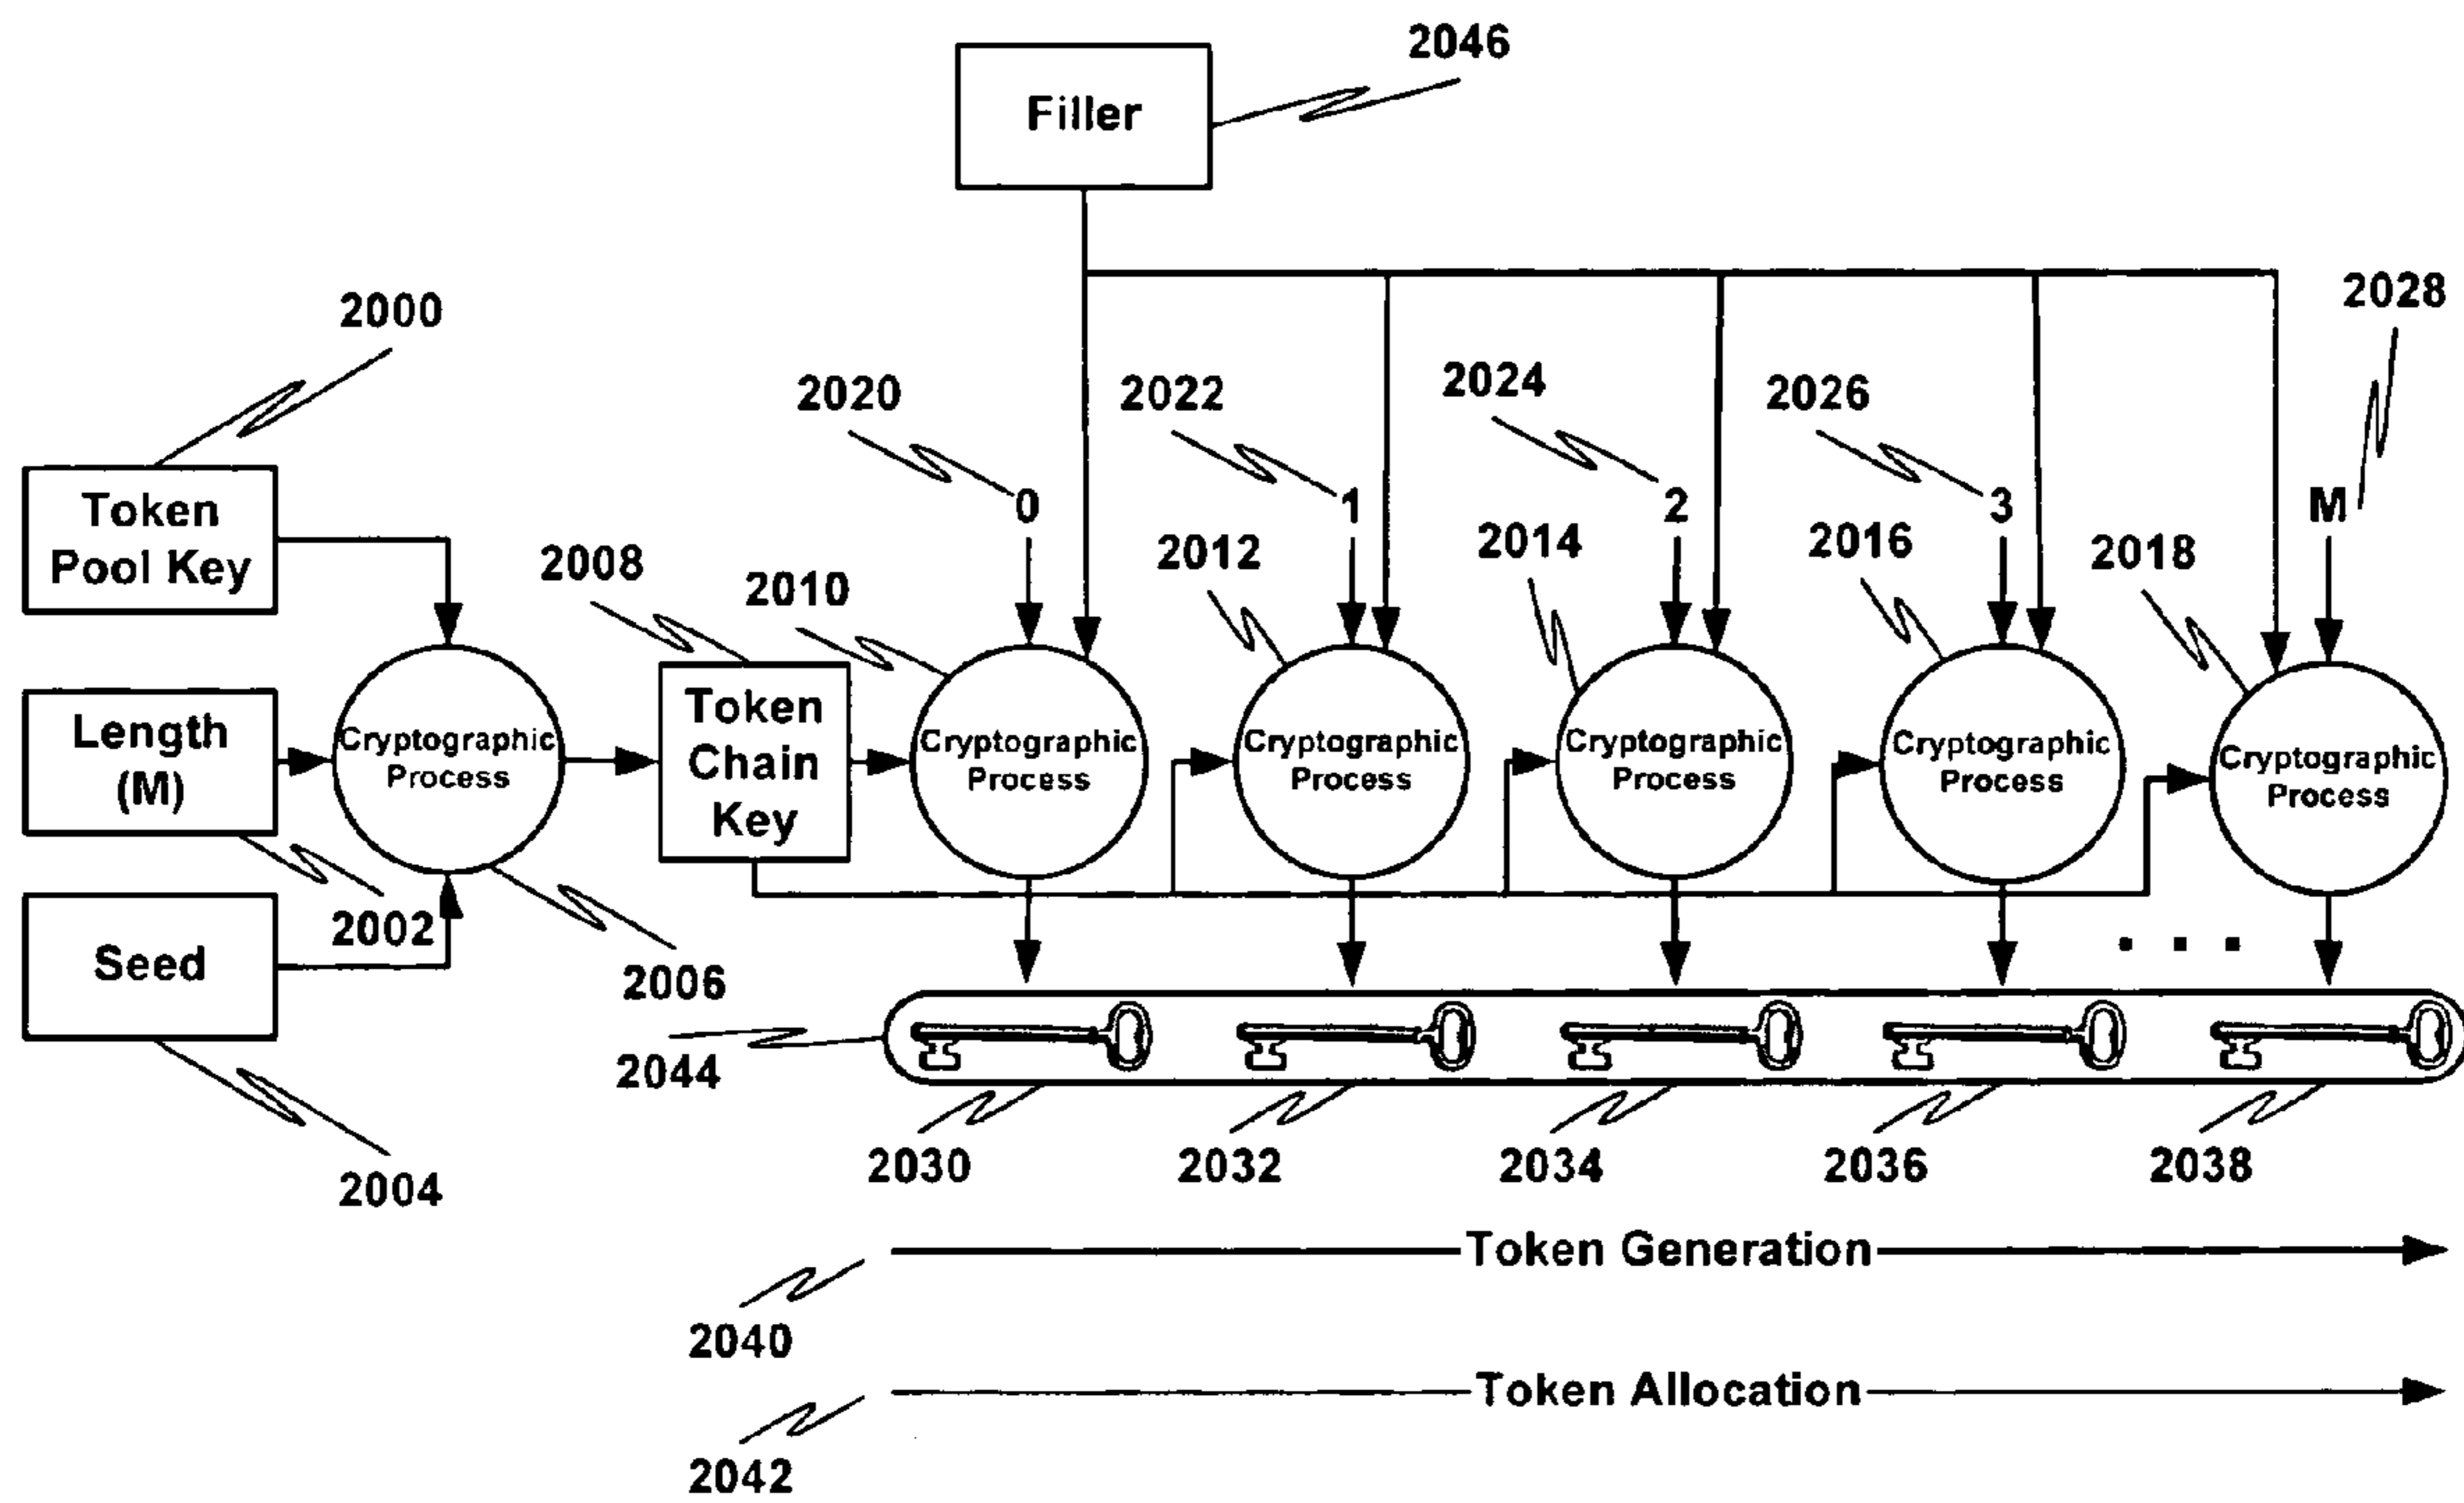 2046
Filler
2028
2000
2024
2020
2022
2026
Token
Pool Key
0
1
2
3
M
2008
2010
2012
2014
2016
2018
Length
(M)
Cryptographic
Process
Token
Chain
Key
Cryptographic
Process
Cryptographic
Process
Cryptographic
Process
Cryptographic
Process
Cryptographic
Process
2002
Seed
2006
. . .
2044
2004
2030
2032
2034
2036
2038
Token Generation
2040
Token Allocation
2042